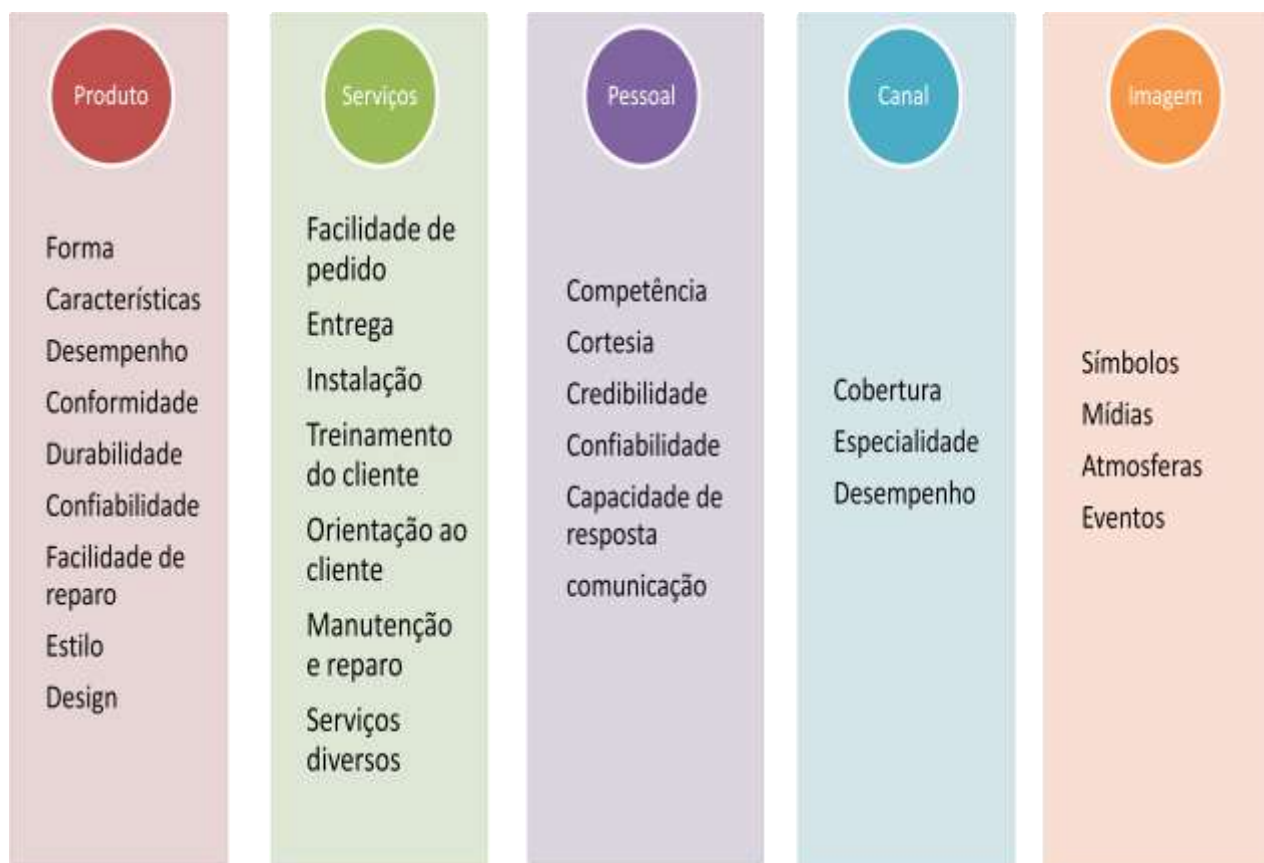 Produto
Forma
Características
Desempenho
Conformidade
Durabilidade
Confiabilidade
Facilidade de
reparo
Estilo
Design
Serviços
Facilidade de
pedido
Entrega
Instalação
Treinamento
do cliente
Orientação ao
cliente
Manutenção
e reparo
Serviços
diversos
Pessoal
Competência
Cortesia
Credibilidade
Confiabilidade
Capacidade de
resposta
comunicação
Canal
Cobertura
Especialidade
Desempenho
Imagem
Símbolos
Mídias
Atmosferas
Eventos